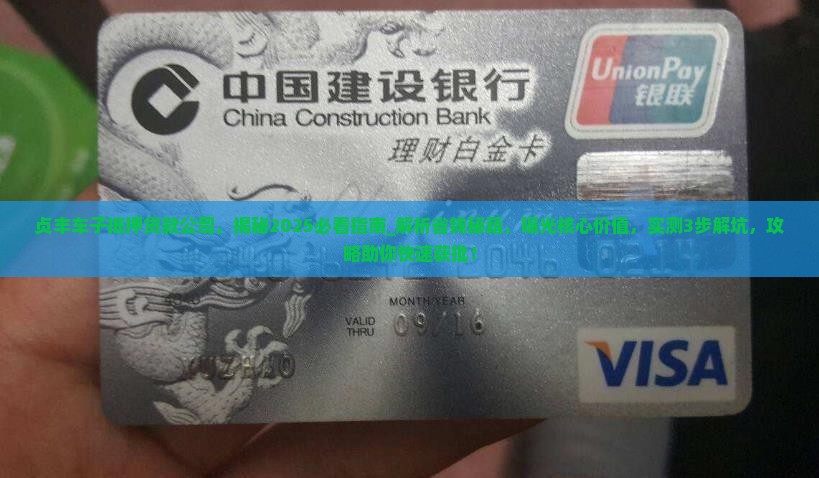 中国建设银行
China Construction Bank
UnionPay
银联
理财白金卡
贞丰车子抵押贷款公司，揭秘2025必看指南_解析省钱秘籍，曝光核心价值，实测3步解坑，攻
略助你快速获批！
MONTH/YEAR
VALID
THRU
09/16
VISA